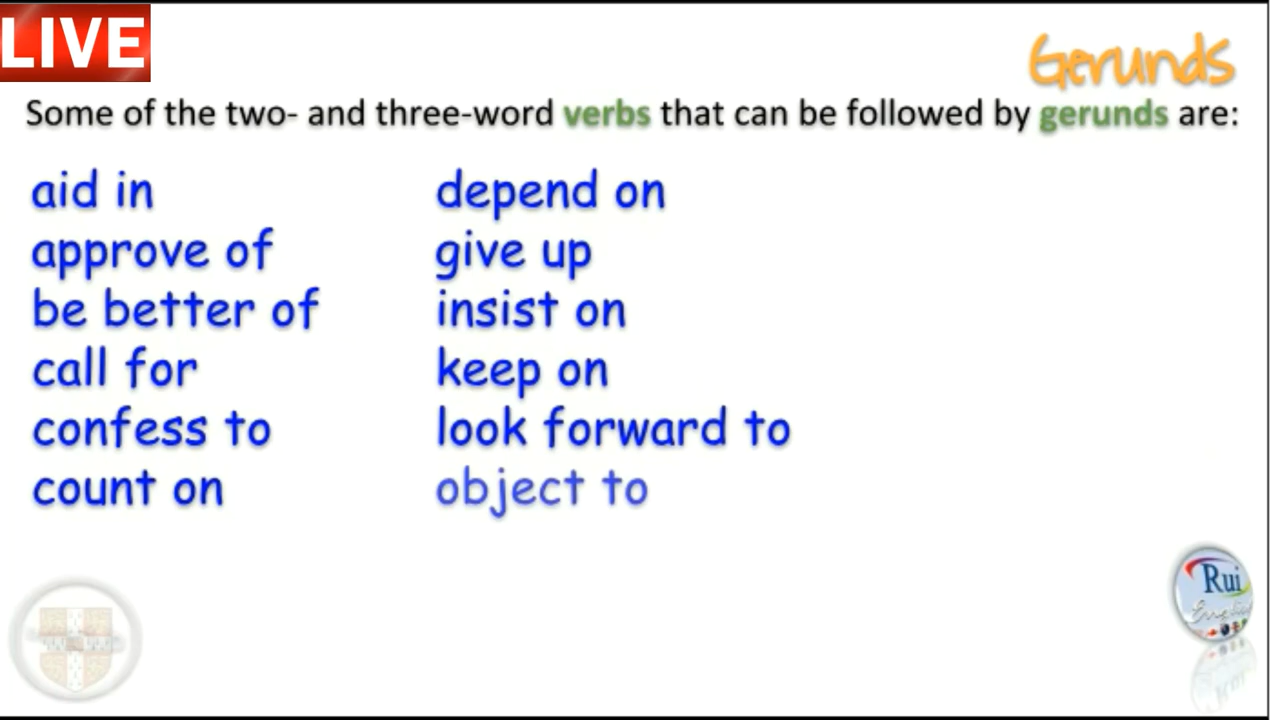 LIVE
Gerunds
Some of the two- and three-word verbs that can be followed by gerunds are:
aid in
approve of
be better of
call for
confess to
count on
depend on
give up
insist on
keep on
look forward to
object to
Rui
English